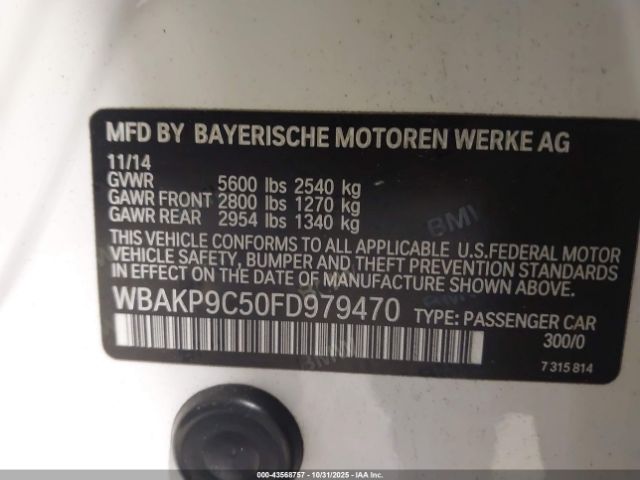 MFD BY BAYERISCHE MOTOREN WERKE AG
11/14
GVWR 5600 lbs 2540 kg
GAWR FRONT 2800 lbs 1270 kg
GAWR REAR 2954 lbs 1340 kg
THIS VEHICLE CONFORMS TO ALL APPLICABLE U.S.FEDERAL MOTOR
VEHICLE SAFETY, BUMPER AND THEFT PREVENTION STANDARDS
IN EFFECT ON THE DATE OF MANUFACTURE SHOWN ABOVE.
WBAKP9C50FD979470 TYPE: PASSENGER CAR
300/0
7 315 814
000-43568757 - 10/31/2025 - IAAI.COM